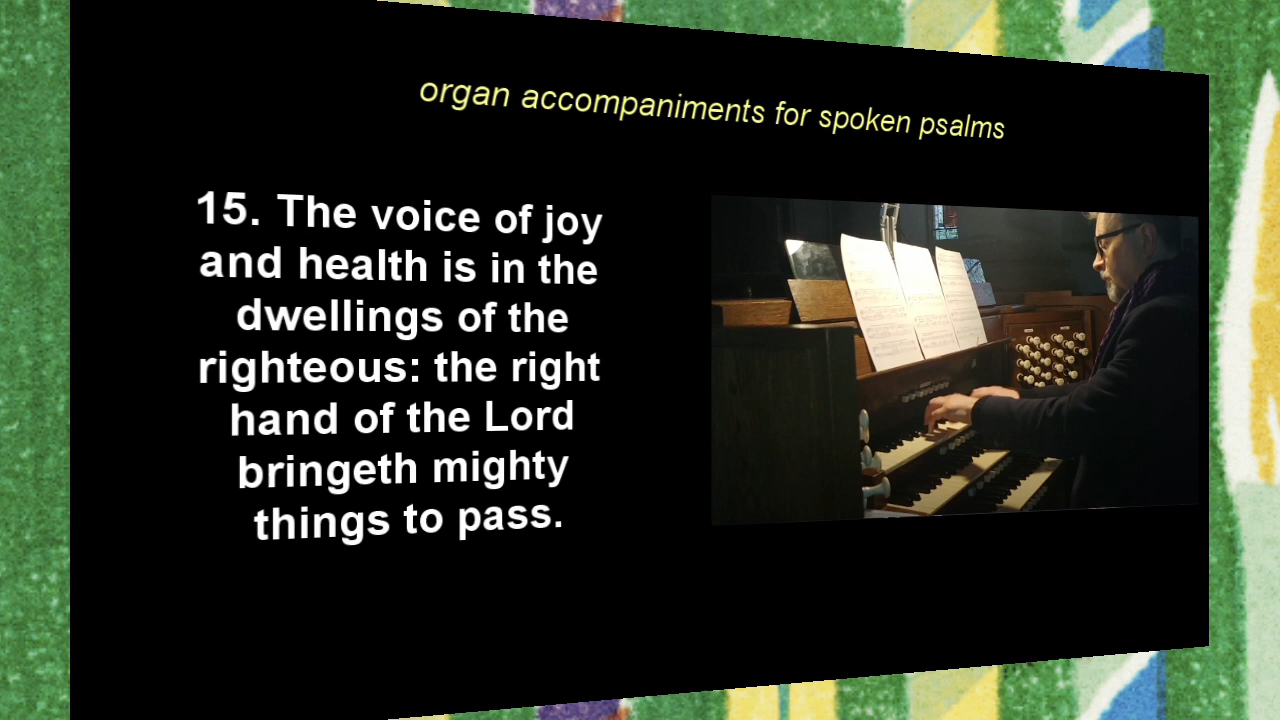 organ accompaniments for spoken psalms
15. The voice of joy
and health is in the
dwellings of the
righteous: the right
hand of the Lord
bringeth mighty
things to pass.